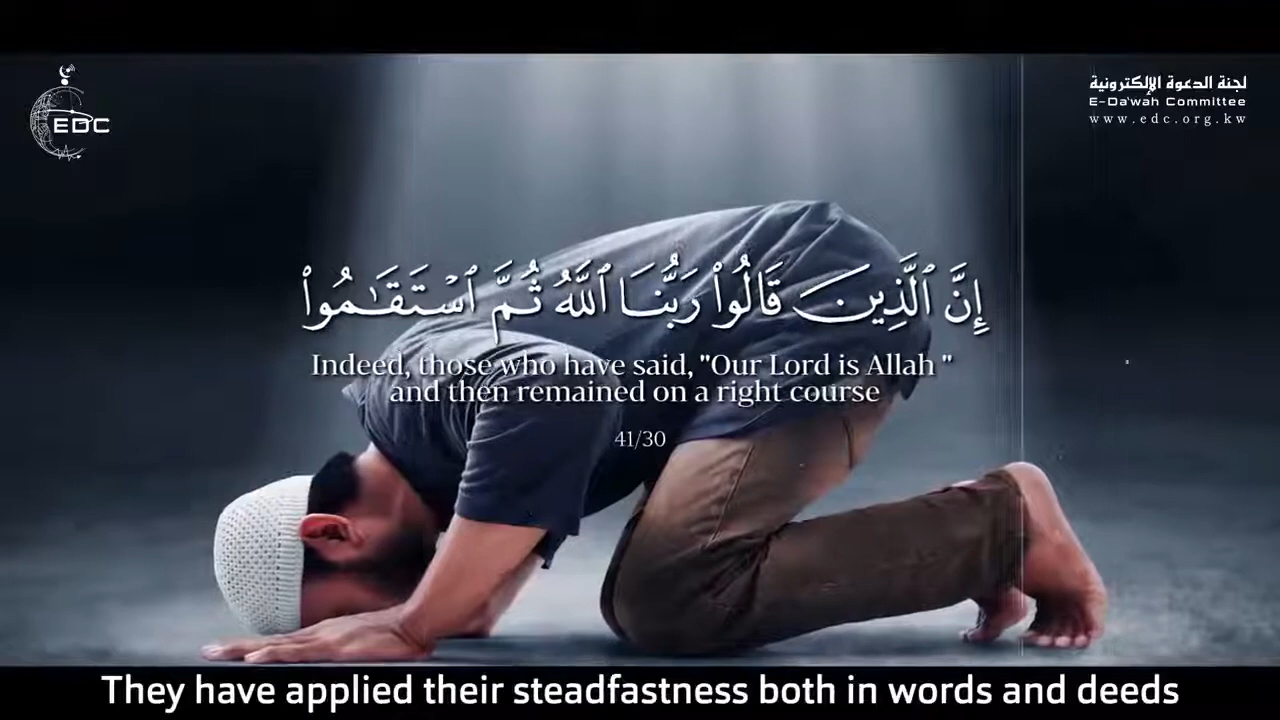 EDC
لجنة الدعوة الإلكترونية
E-Da'wah Committee
www.edc.org.kw
إِنَّ ٱلَّذِينَ قَالُوا۟ رَبُّنَا ٱللَّهُ ثُمَّ ٱسْتَقَـٰمُوا۟
Indeed, those who have said, "Our Lord is Allah "
and then remained on a right course
41/30
They have applied their steadfastness both in words and deeds